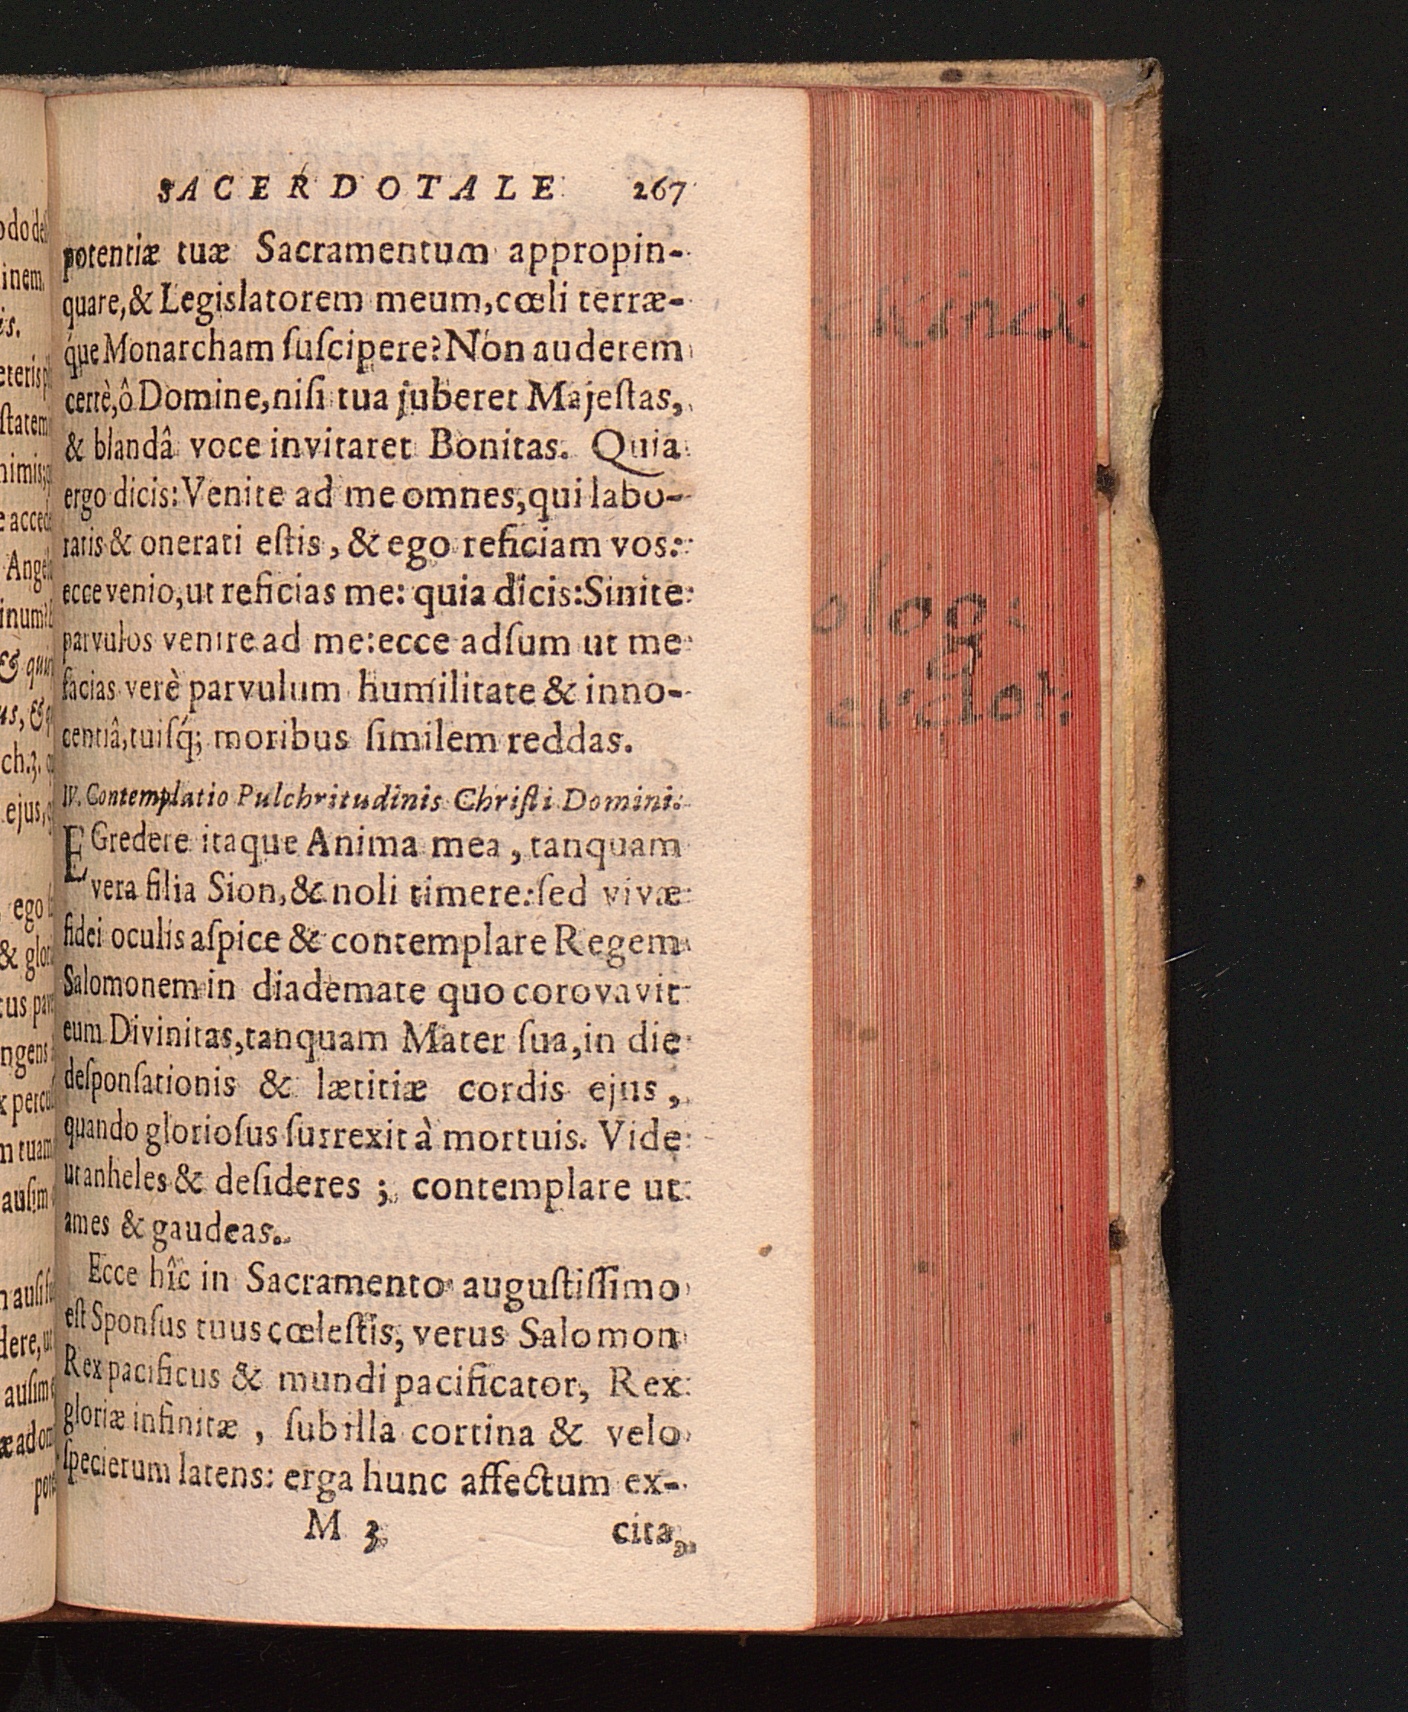 SACERDOTALE 267
potentiæ tuæ Sacramentum appropin-
quare, & Legislatorem meum, cœli terræ-
que Monarcham ſuſcipere? Non auderem
certè, ô Domine, niſi tua juberet Majeſtas,
& blandâ voce invitaret Bonitas. Quia
ergo dicis: Venite ad me omnes, qui labo-
ratis & onerati eſtis, & ego reficiam vos:
ecce venio, ut reficias me: quia dicis: Sinite
parvulos venire ad me: ecce adſum ut me
facias verè parvulum humilitate & inno-
centiâ, tuiſq́; moribus ſimilem reddas.
IV. Contemplatio Pulchritudinis Chriſti Domini.
EGredere itaque Anima mea, tanquam
vera filia Sion, & noli timere: ſed vivæ
fidei oculis aſpice & contemplare Regem
Salomonem in diademate quo corovavit
eum Divinitas, tanquam Mater ſua, in die
deſponſationis & lætitiæ cordis ejus,
quando glorioſus ſurrexit à mortuis. Vide
ut anheles & deſideres; contemplare ut
ames & gaudeas.
Ecce hîc in Sacramento auguſtiſſimo
eſt Sponſus tuus cœleſtis, verus Salomon
Rex pacificus & mundi pacificator, Rex
gloriæ infinitæ, ſub illa cortina & velo
ſpecierum latens: erga hunc affectum ex-
M 3 cita